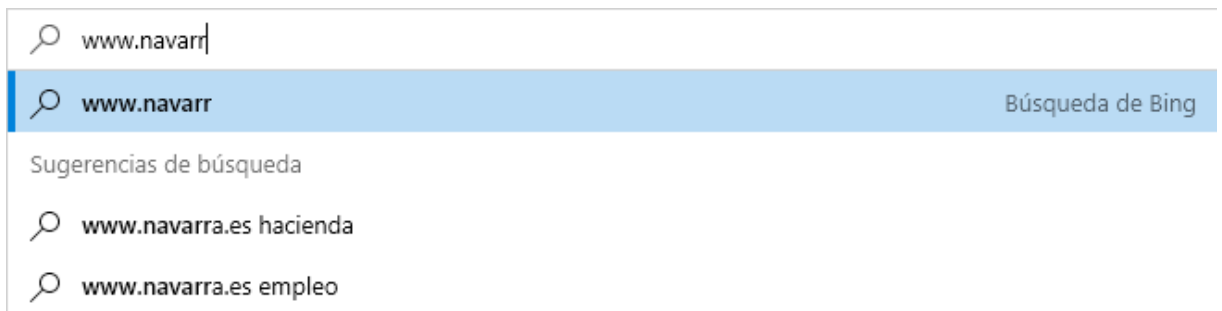 www.navarr
www.navarr Búsqueda de Bing
Sugerencias de búsqueda
www.navarra.es hacienda
www.navarra.es empleo